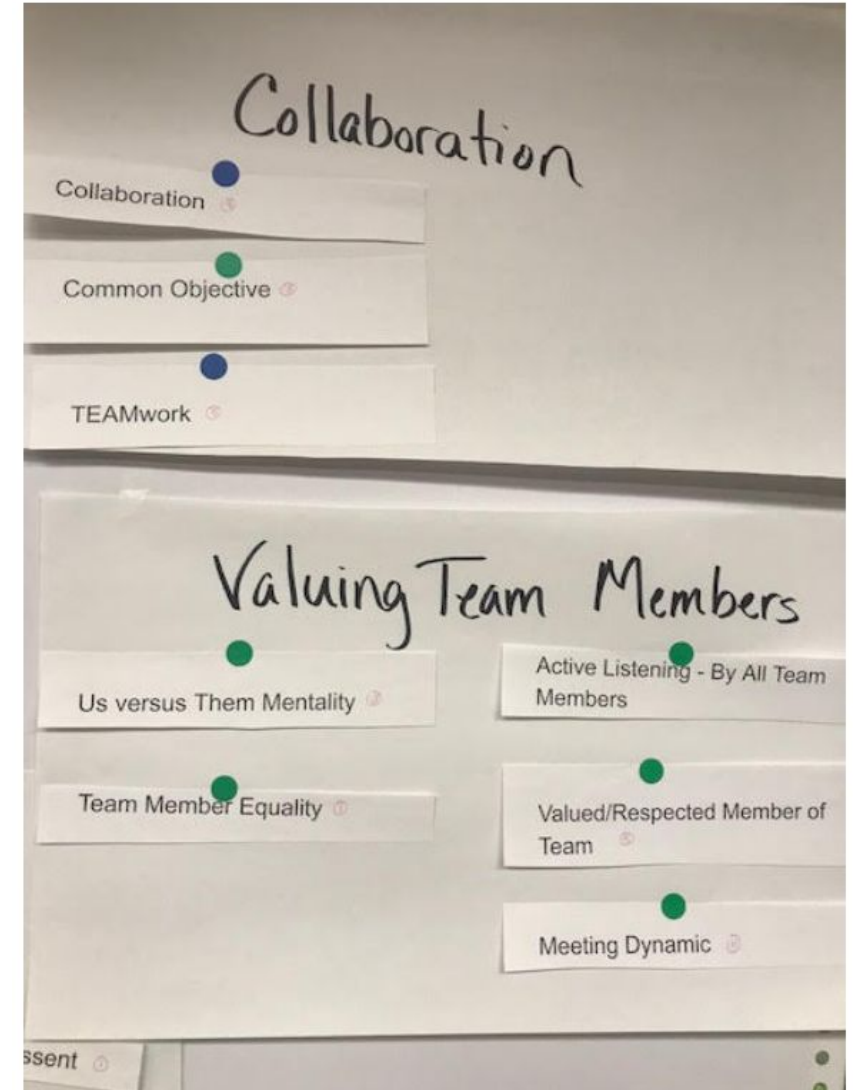 Collaboration
Collaboration
Common Objective
TEAMwork
Valuing Team Members
Us versus Them Mentality
Team Member Equality
Active Listening - By All Team
Members
Valued/Respected Member of
Team
Meeting Dynamic
ssent